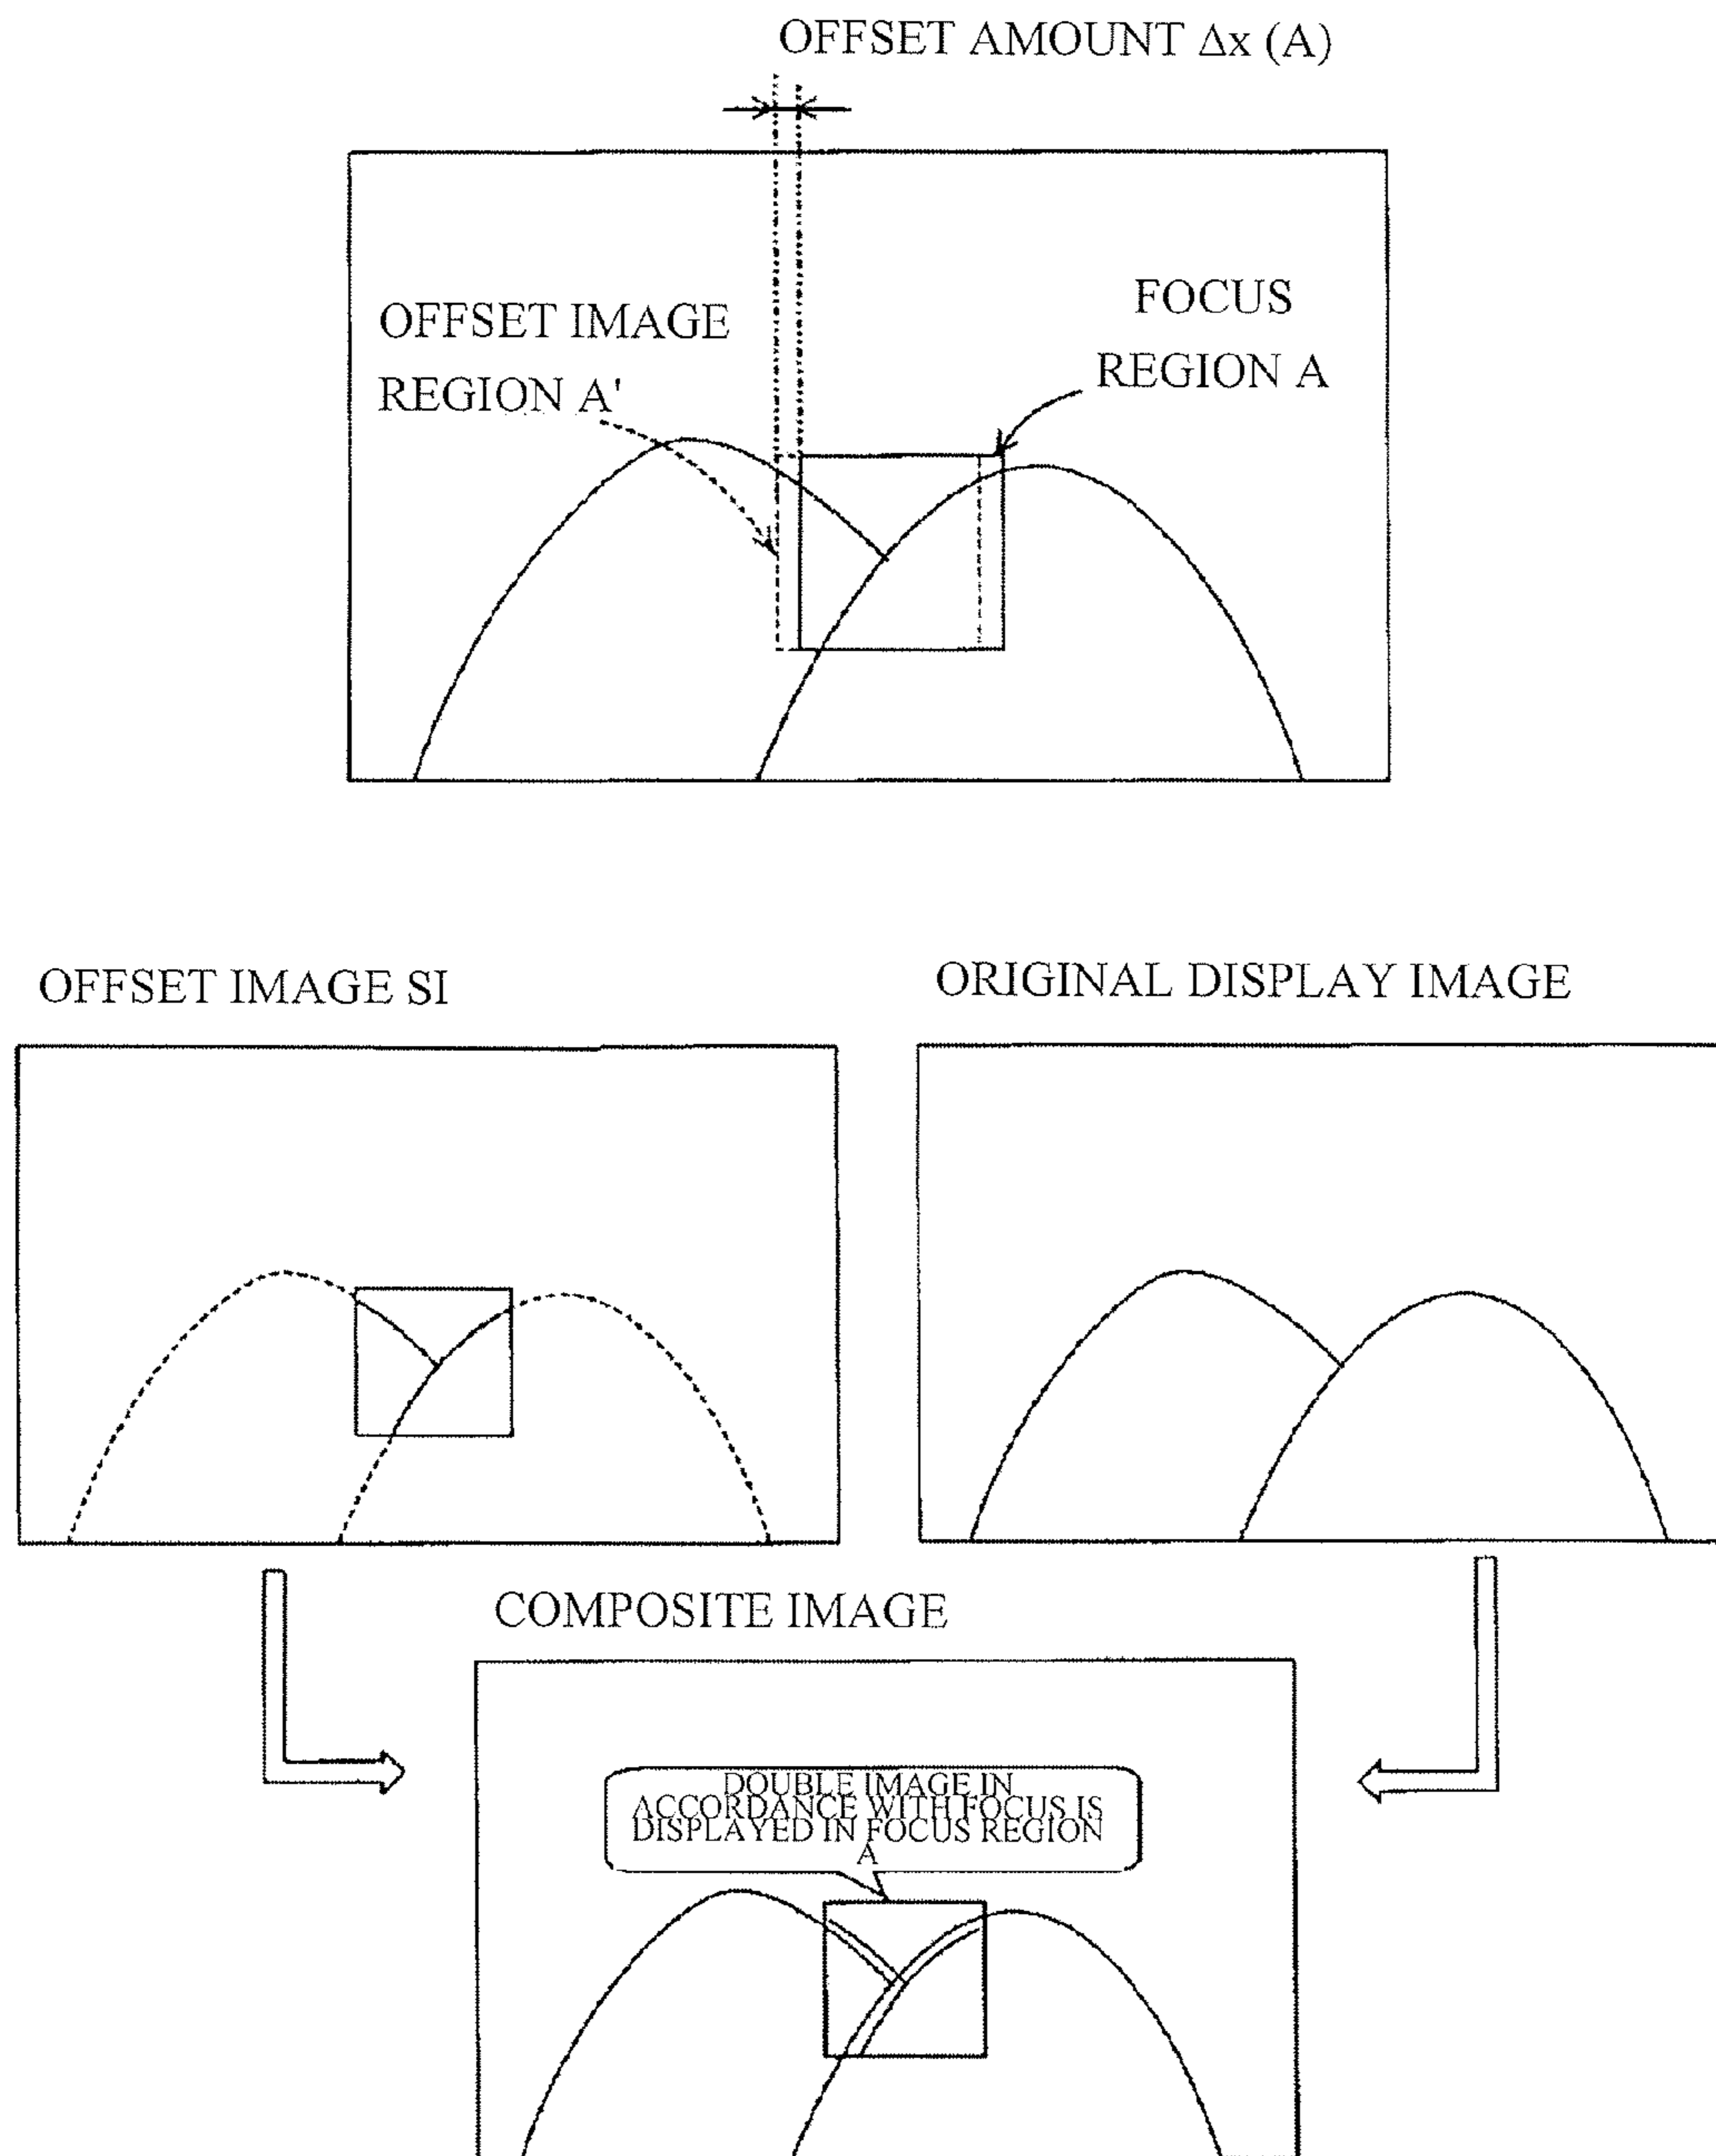 OFFSET AMOUNT Δx (A)
OFFSET IMAGE
REGION A'
FOCUS
REGION A
OFFSET IMAGE SI
ORIGINAL DISPLAY IMAGE
COMPOSITE IMAGE
DOUBLE IMAGE IN
ACCORDANCE WITH FOCUS IS
DISPLAYED IN FOCUS REGION
A